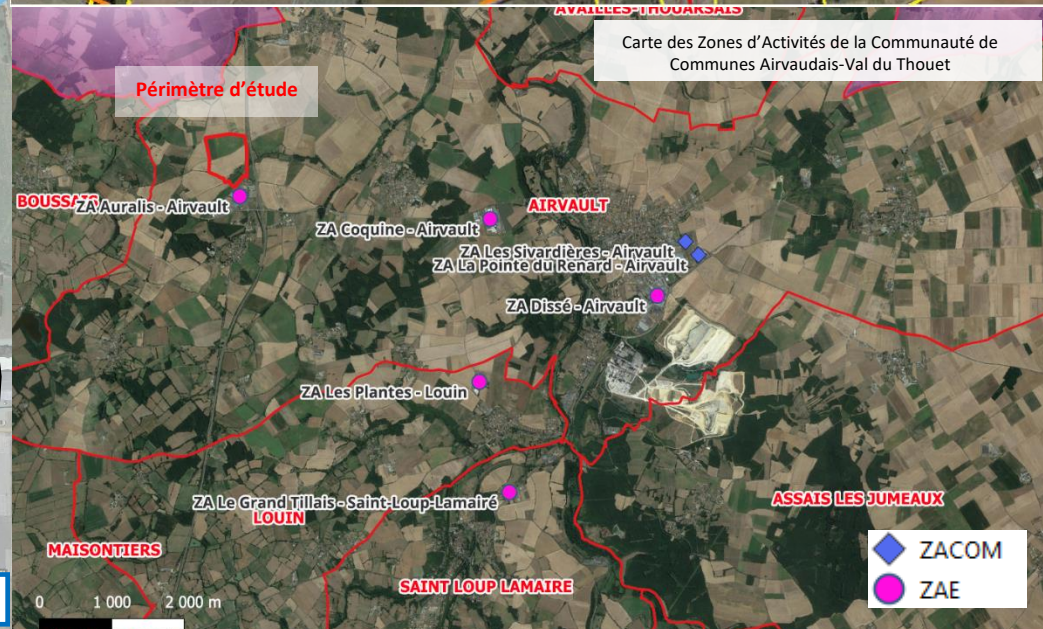 AVAILLES-THOUARSAIS
Carte des Zones d'Activités de la Communauté de
Communes Airvaudais-Val du Thouet
Périmètre d'étude
BOUSSAIS
ZA Auralis - Airvault
AIRVAULT
ZA Coquine - Airvault
ZA Les Sivardières - Airvault
ZA La Pointe du Renard - Airvault
ZA Dissé - Airvault
ZA Les Plantes - Louin
ZA Le Grand Tillais - Saint-Loup-Lamairé
LOUIN
ASSAIS LES JUMEAUX
MAISONTIERS
SAINT LOUP LAMAIRE
ZACOM
ZAE
0 1 000 2 000 m